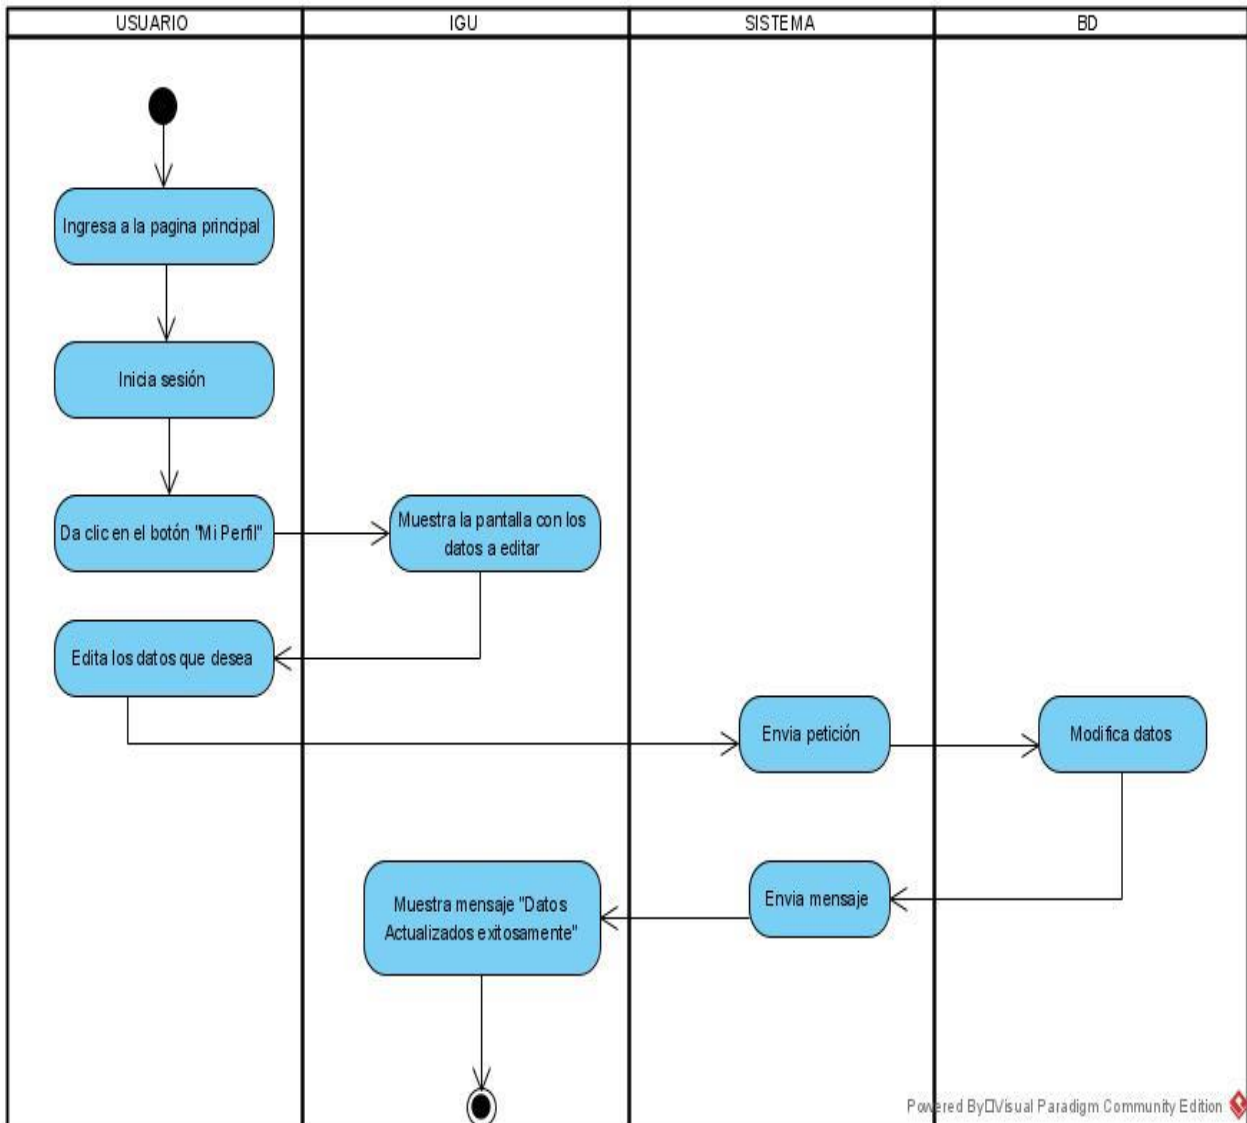 USUARIO
IGU
SISTEMA
BD
Ingresa a la pagina principal
Inicia sesión
Da clic en el botón "Mi Perfil"
Muestra la pantalla con los
datos a editar
Edita los datos que desea
Envia petición
Modifica datos
Muestra mensaje "Datos
Actualizados exitosamente"
Envia mensaje
Powered By□Visual Paradigm Community Edition